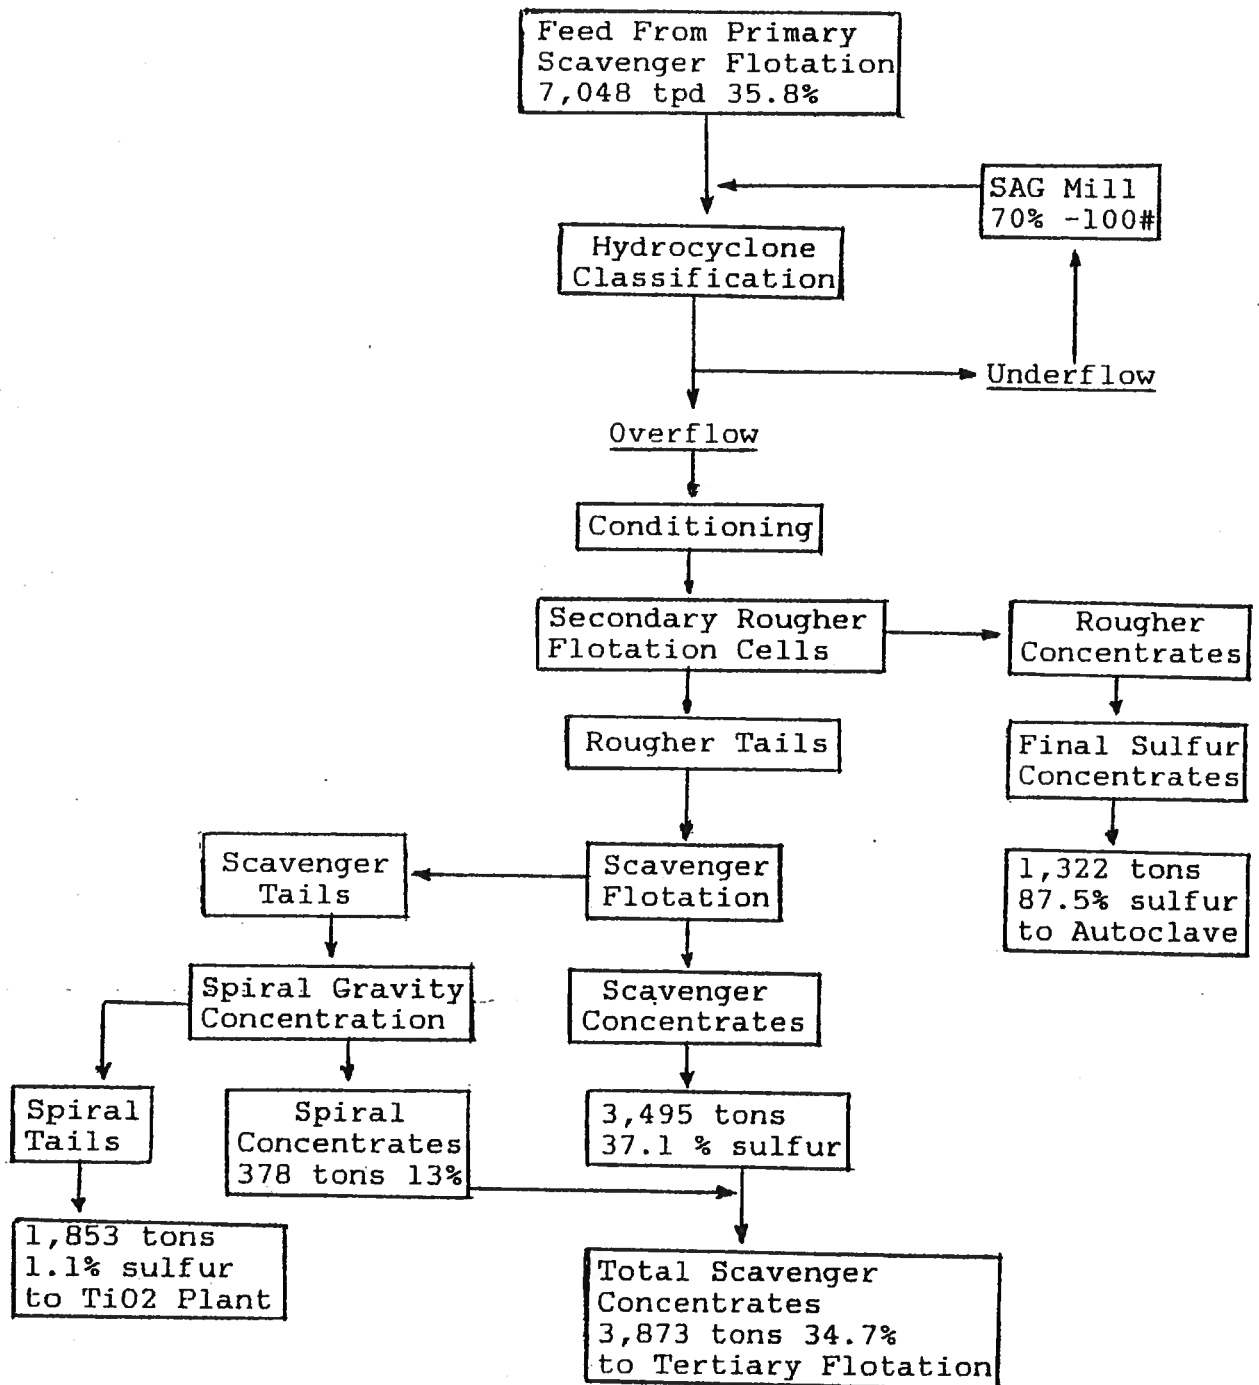 Feed From Primary
Scavenger Flotation
7,048 tpd 35.8%
SAG Mill
70% -100#
Hydrocyclone
Classification
Underflow
Overflow
Conditioning
Secondary Rougher
Flotation Cells
Rougher
Concentrates
Rougher Tails
Final Sulfur
Concentrates
Scavenger
Tails
Scavenger
Flotation
1,322 tons
87.5% sulfur
to Autoclave
Spiral Gravity
Concentration
Scavenger
Concentrates
Spiral
Tails
Spiral
Concentrates
378 tons 13%
3,495 tons
37.1 % sulfur
1,853 tons
1.1% sulfur
to TiO2 Plant
Total Scavenger
Concentrates
3,873 tons 34.7%
to Tertiary Flotation